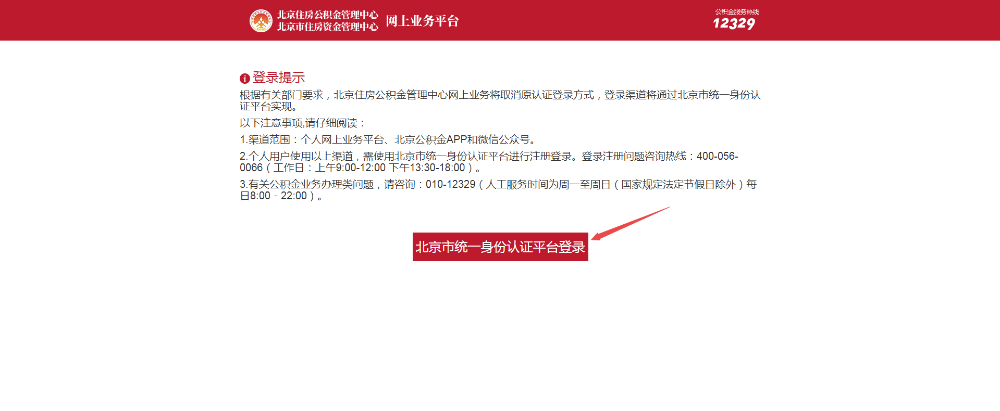 北京住房公积金管理中心
北京市住房资金管理中心
网上业务平台
公积金服务热线
12329
登录提示
根据有关部门要求，北京住房公积金管理中心网上业务将取消原认证登录方式，登录渠道将通过北京市统一身份认
证平台实现。
以下注意事项,请仔细阅读：
1.渠道范围：个人网上业务平台、北京公积金APP和微信公众号。
2.个人用户使用以上渠道，需使用北京市统一身份认证平台进行注册登录。登录注册问题咨询热线：400-056-
0066（工作日：上午9:00-12:00 下午13:30-18:00）。
3.有关公积金业务办理类问题，请咨询：010-12329（人工服务时间为周一至周日（国家规定法定节假日除外）每
日8:00－22:00）。
北京市统一身份认证平台登录